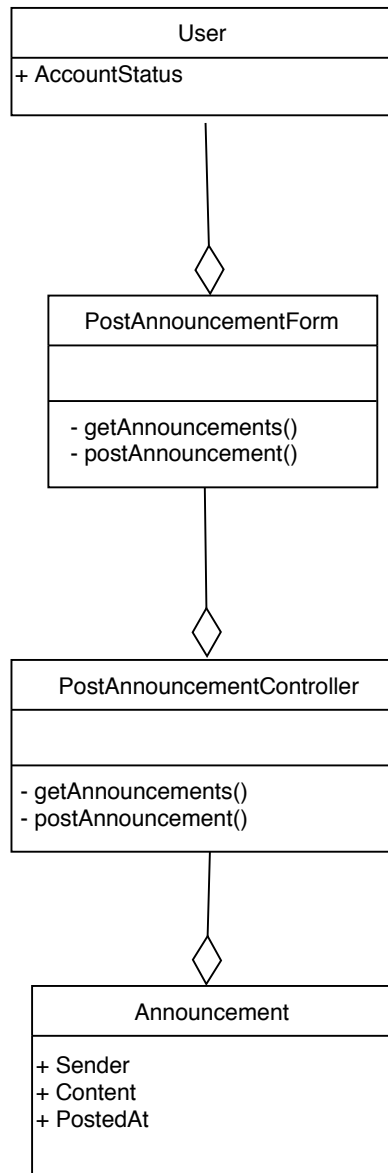 User
+ AccountStatus
PostAnnouncementForm
- getAnnouncements()
- postAnnouncement()
PostAnnouncementController
- getAnnouncements()
- postAnnouncement()
Announcement
+ Sender
+ Content
+ PostedAt